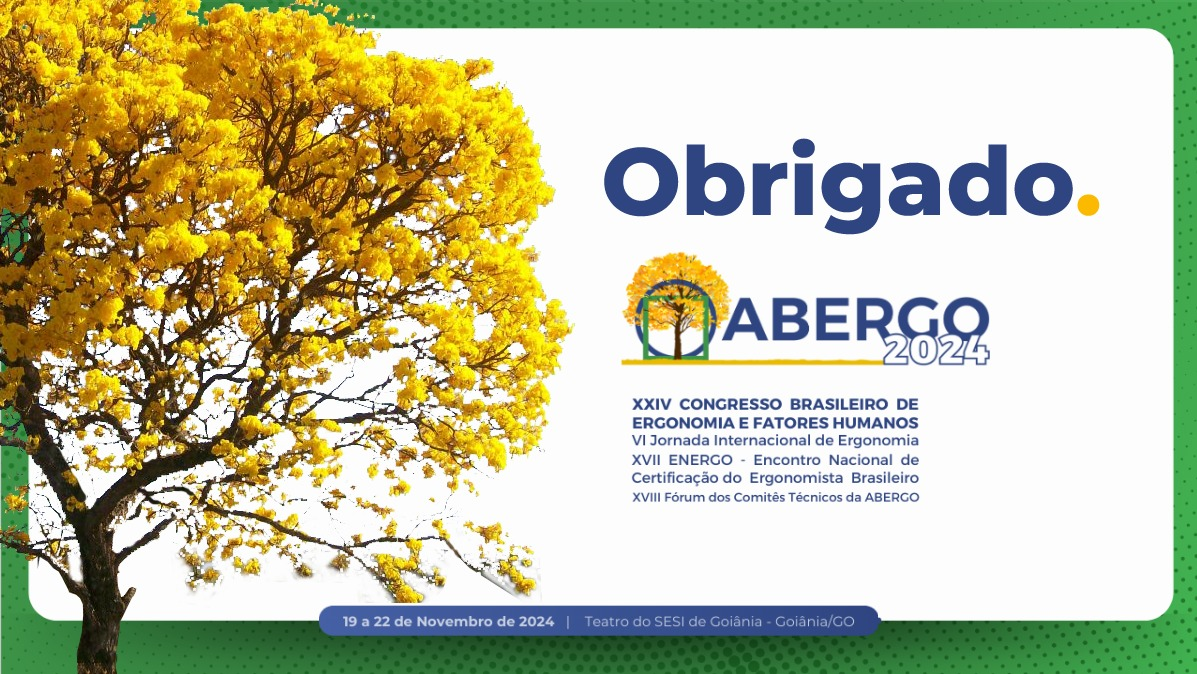 Obrigado.
ABERGO
2024
XXIV CONGRESSO BRASILEIRO DE
ERGONOMIA E FATORES HUMANOS
VI Jornada Internacional de Ergonomia
XVII ENERGO - Encontro Nacional de
Certificação do Ergonomista Brasileiro
XVIII Fórum dos Comitês Técnicos da ABERGO
19 a 22 de Novembro de 2024 | Teatro do SESI de Goiânia - Goiânia/GO